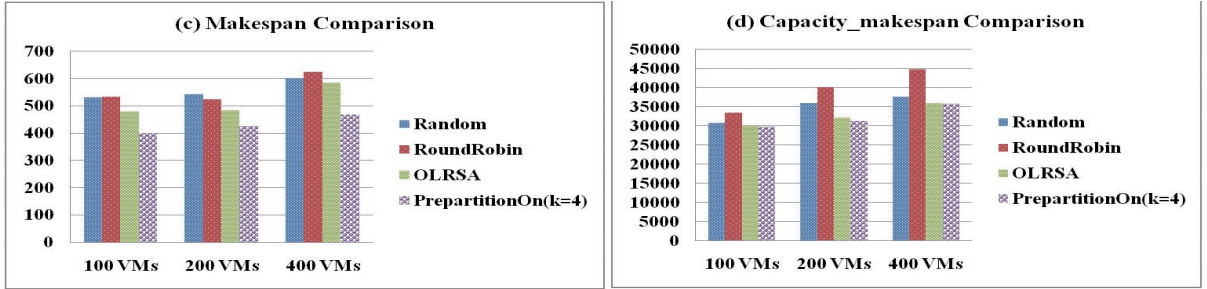 (c) Makespan Comparison
700
600
500
400
300
200
100
0
100 VMs 200 VMs 400 VMs
Random
RoundRobin
OLRSA
PrepartitionOn(k=4)
(d) Capacity_makespan Comparison
50000
45000
40000
35000
30000
25000
20000
15000
10000
5000
0
100 VMs 200 VMs 400 VMs
Random
RoundRobin
OLRSA
PrepartitionOn(k=4)